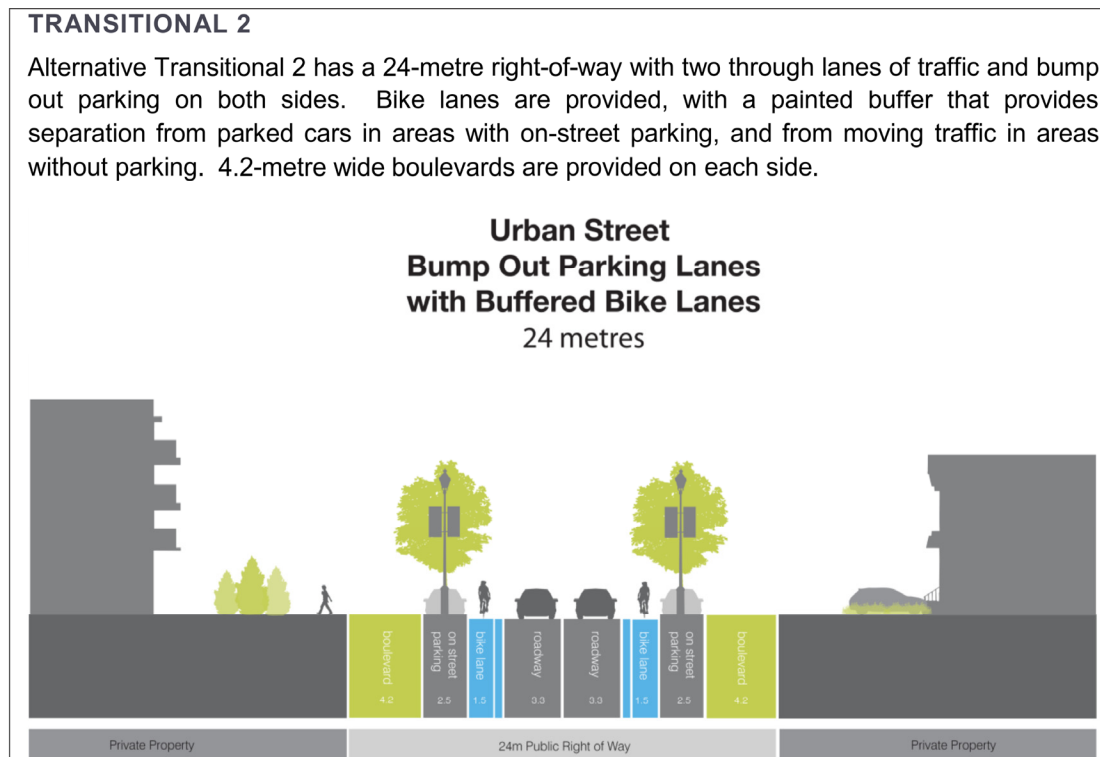 TRANSITIONAL 2
Alternative Transitional 2 has a 24-metre right-of-way with two through lanes of traffic and bump
out parking on both sides. Bike lanes are provided, with a painted buffer that provides
separation from parked cars in areas with on-street parking, and from moving traffic in areas
without parking. 4.2-metre wide boulevards are provided on each side.
Urban Street
Bump Out Parking Lanes
with Buffered Bike Lanes
24 metres
boulevard
4.2
on street
parking
2.5
bike lane
1.5
roadway
3.3
roadway
3.3
bike lane
1.5
on street
parking
2.5
boulevard
4.2
Private Property
24m Public Right of Way
Private Property